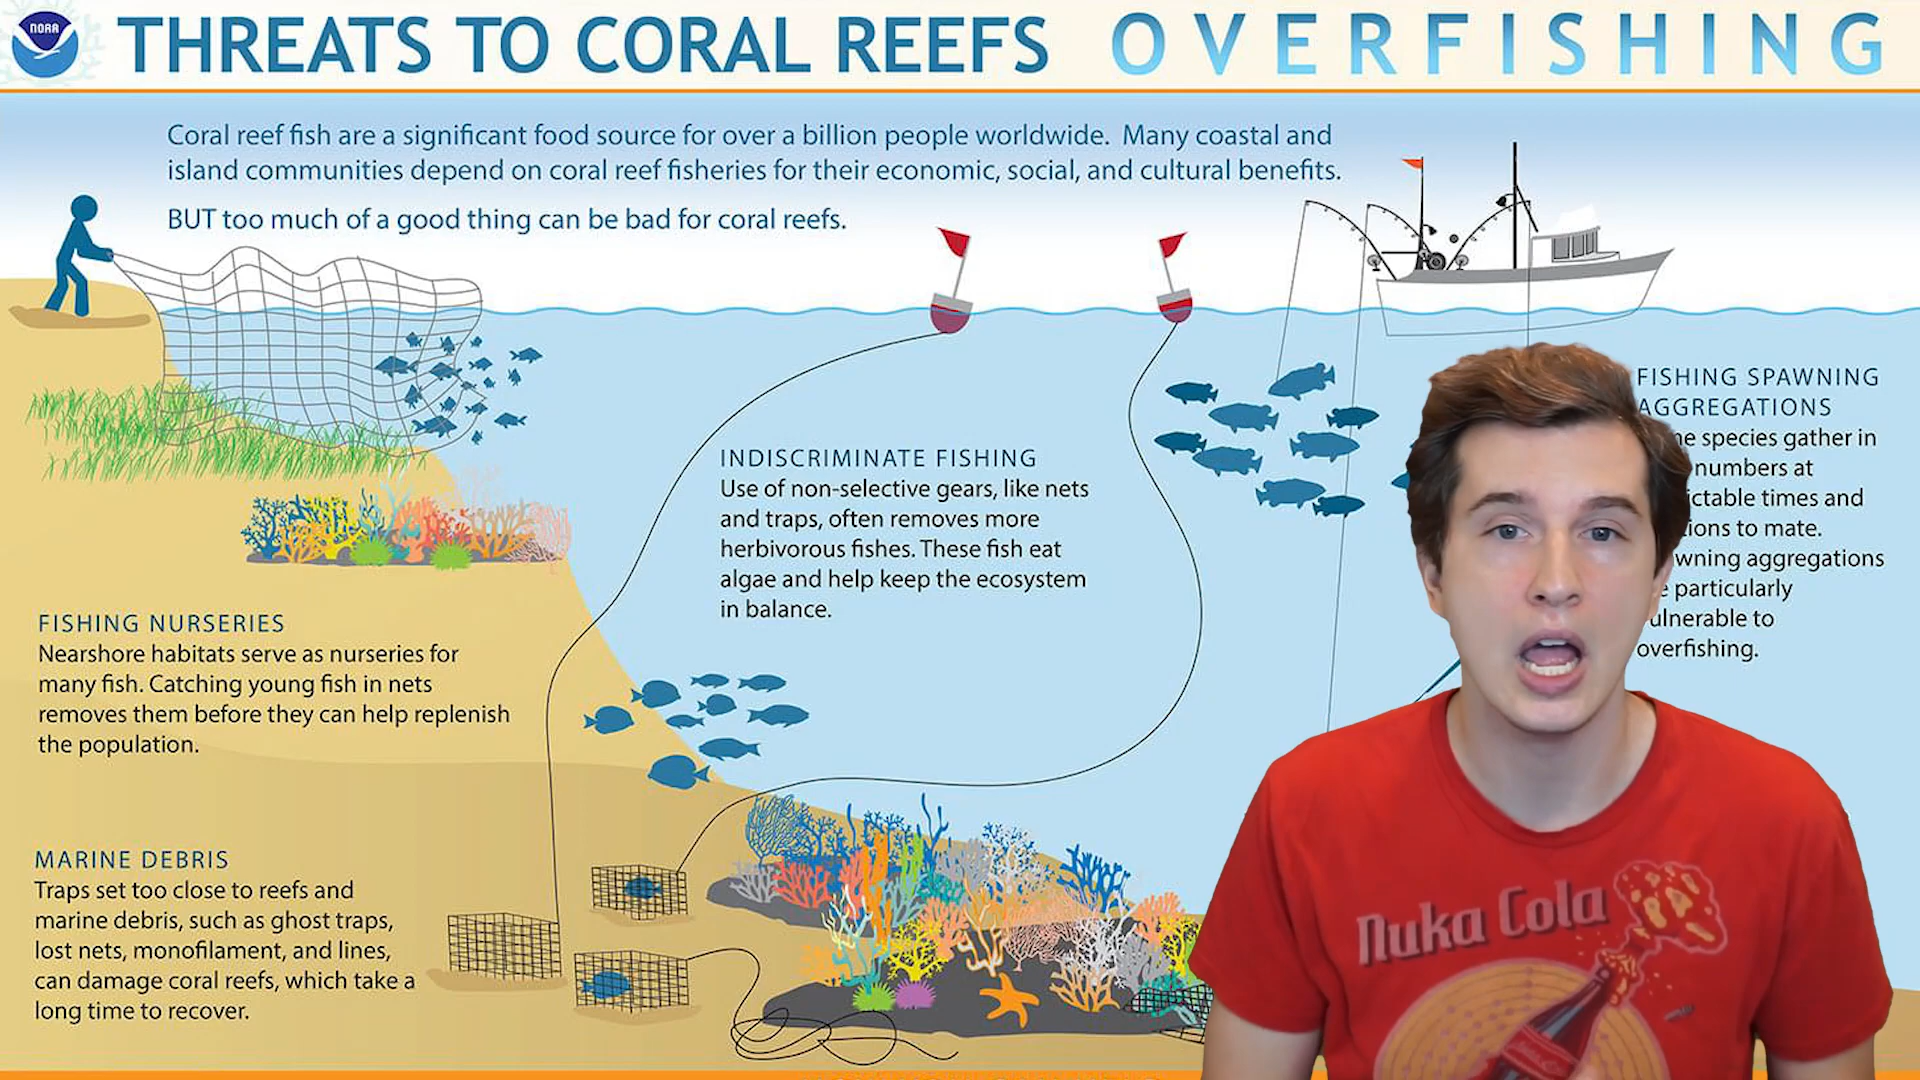 NOAA
THREATS TO CORAL REEFS OVERFISHING
Coral reef fish are a significant food source for over a billion people worldwide. Many coastal and
island communities depend on coral reef fisheries for their economic, social, and cultural benefits.
BUT too much of a good thing can be bad for coral reefs.
FISHING SPAWNING
AGGREGATIONS
species gather in
numbers at
times and
to mate.
aggregations
particularly
to
overfishing.
INDISCRIMINATE FISHING
Use of non-selective gears, like nets
and traps, often removes more
herbivorous fishes. These fish eat
algae and help keep the ecosystem
in balance.
FISHING NURSERIES
Nearshore habitats serve as nurseries for
many fish. Catching young fish in nets
removes them before they can help replenish
the population.
MARINE DEBRIS
Traps set too close to reefs and
marine debris, such as ghost traps,
lost nets, monofilament, and lines,
can damage coral reefs, which take a
long time to recover.
Nuka Cola